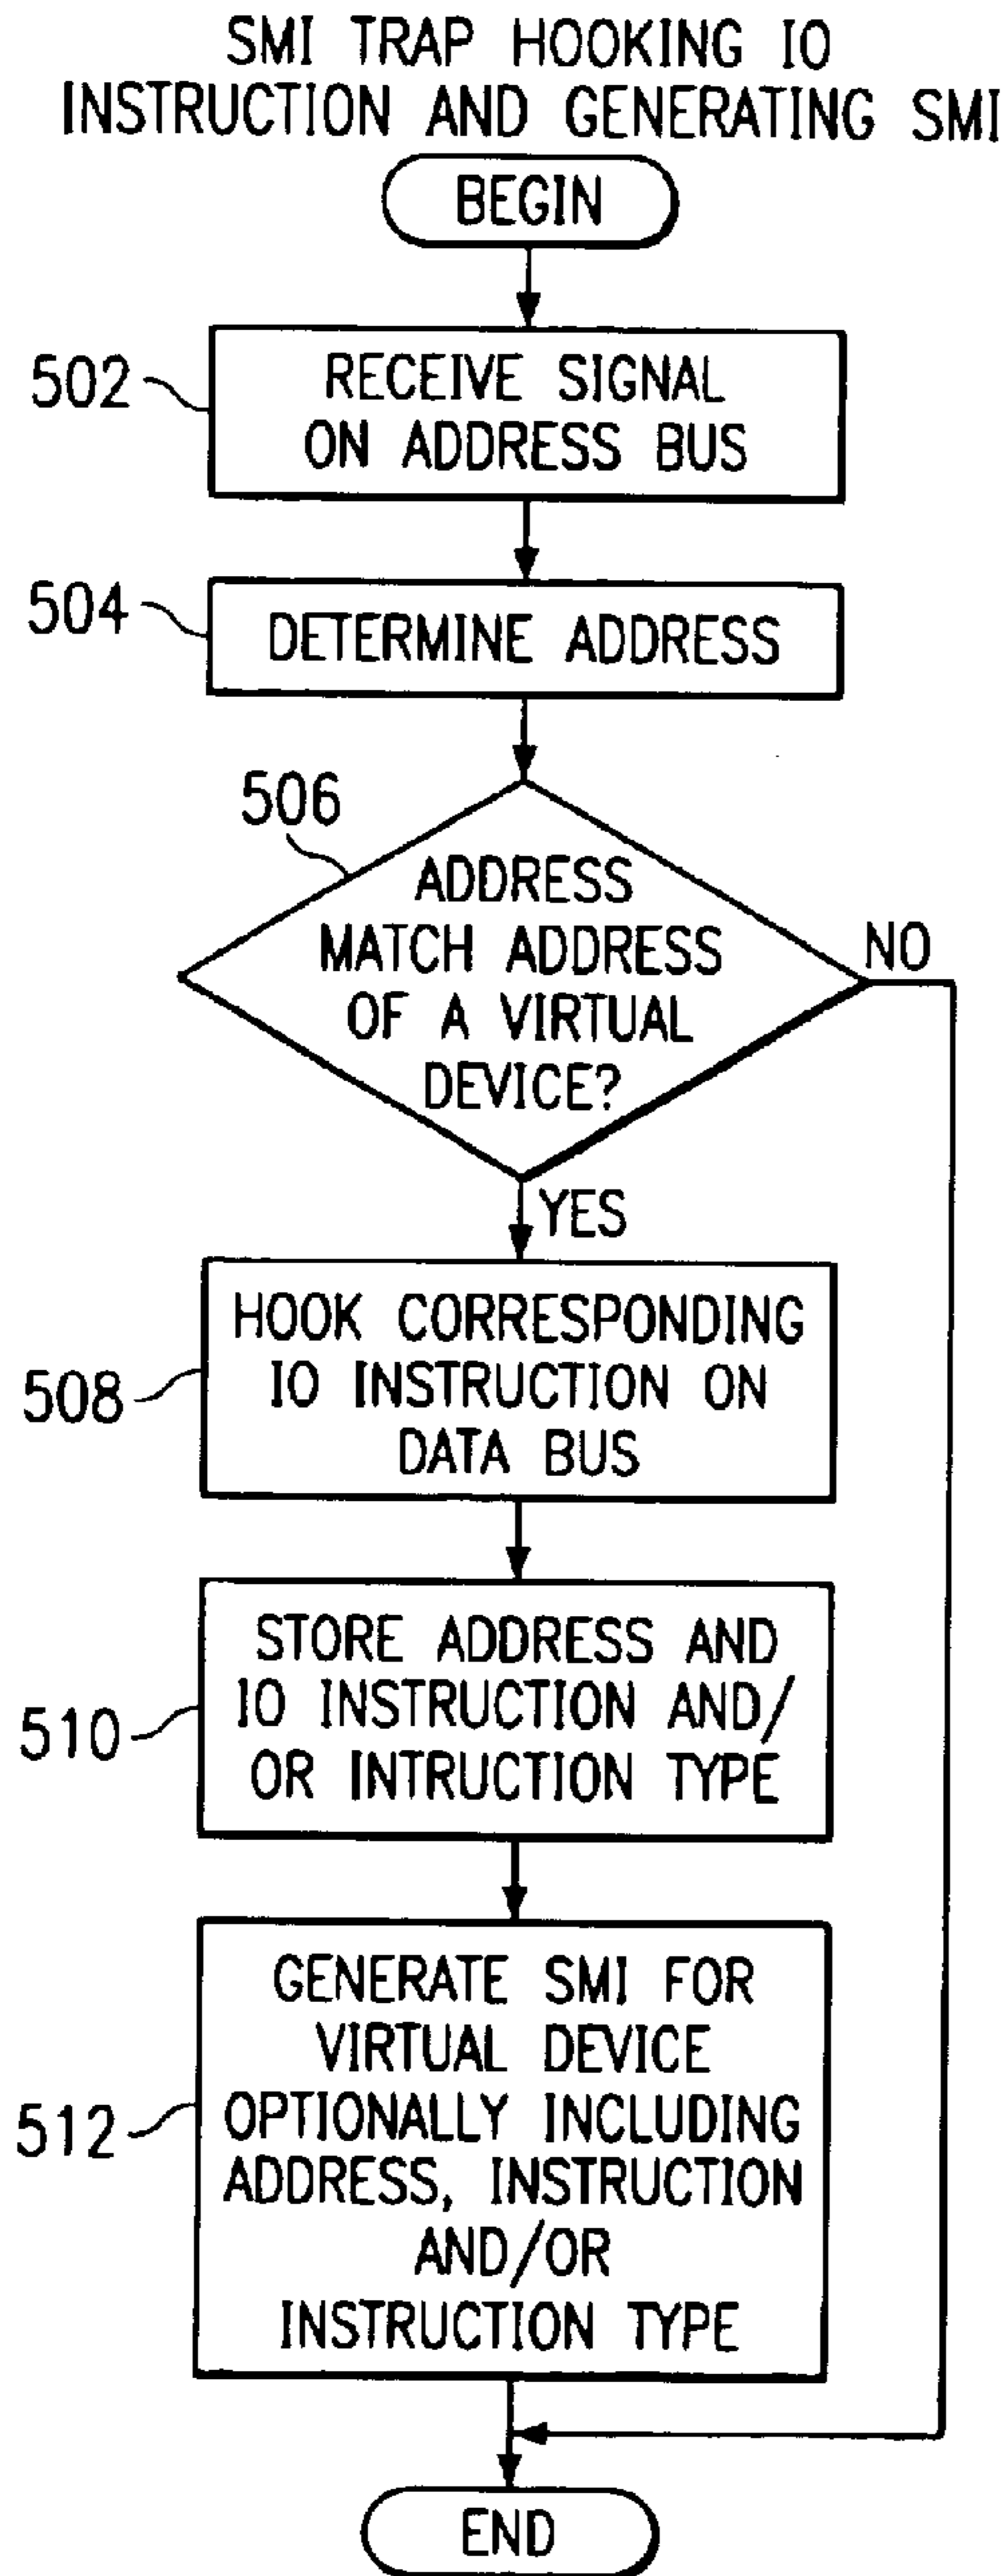 SMI TRAP HOOKING IO
INSTRUCTION AND GENERATING SMI
BEGIN
502
RECEIVE SIGNAL
ON ADDRESS BUS
504
DETERMINE ADDRESS
506
ADDRESS
MATCH ADDRESS
OF A VIRTUAL
DEVICE?
NO
YES
508
HOOK CORRESPONDING
IO INSTRUCTION ON
DATA BUS
510
STORE ADDRESS AND
IO INSTRUCTION AND/
OR INTRUCTION TYPE
512
GENERATE SMI FOR
VIRTUAL DEVICE
OPTIONALLY INCLUDING
ADDRESS, INSTRUCTION
AND/OR
INSTRUCTION TYPE
END